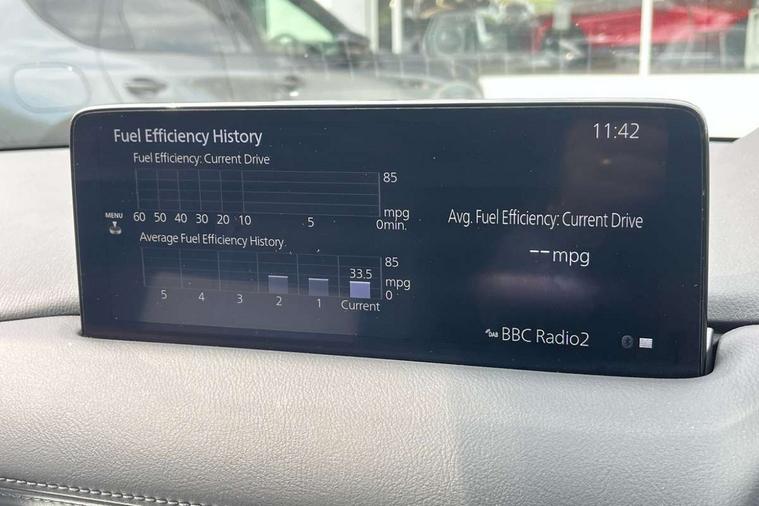 Fuel Efficiency History
11:42
Fuel Efficiency: Current Drive
85
MENU
60 50 40 30 20 10 5 0min.
mpg
Avg. Fuel Efficiency: Current Drive
--mpg
Average Fuel Efficiency History
85
33.5
mpg
0
5 4 3 2 1 Current
DAB BBC Radio2